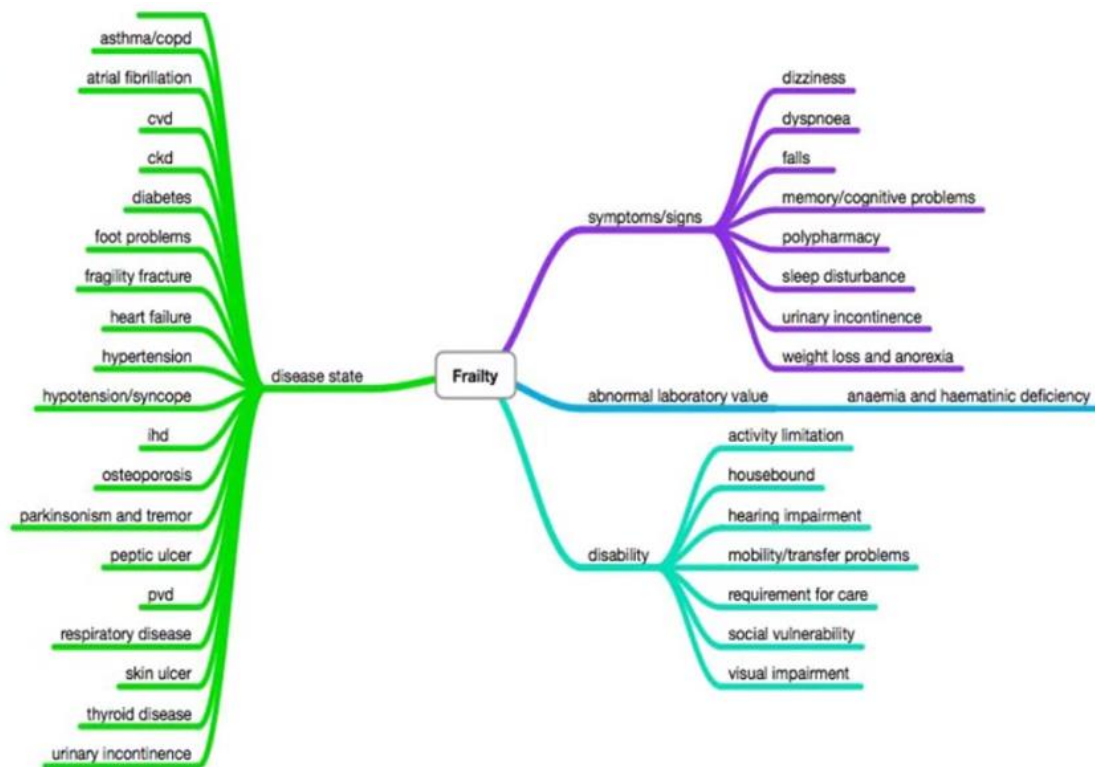 asthma/copd
atrial fibrillation
cvd
ckd
diabetes
foot problems
fragility fracture
heart failure
hypertension
hypotension/syncope
ihd
osteoporosis
parkinsonism and tremor
peptic ulcer
pvd
respiratory disease
skin ulcer
thyroid disease
urinary incontinence
disease state
Frailty
symptoms/signs
dizziness
dyspnoea
falls
memory/cognitive problems
polypharmacy
sleep disturbance
urinary incontinence
weight loss and anorexia
abnormal laboratory value
anaemia and haematinic deficiency
disability
activity limitation
housebound
hearing impairment
mobility/transfer problems
requirement for care
social vulnerability
visual impairment